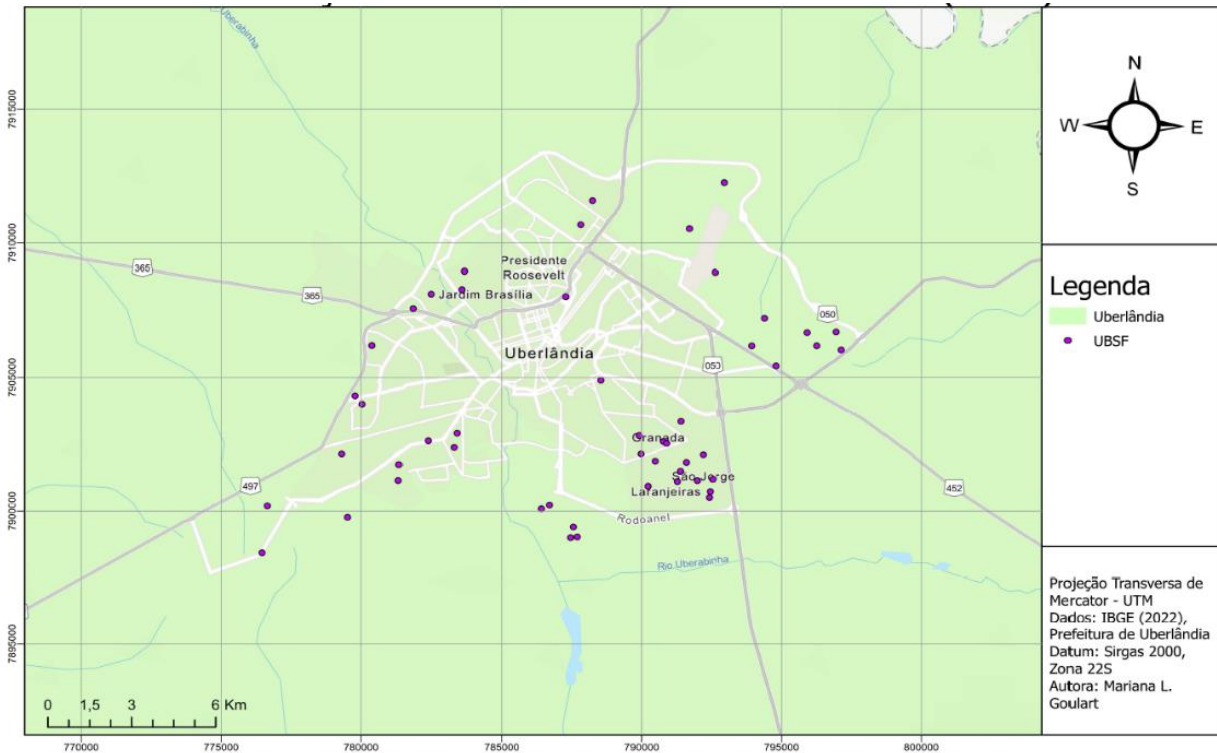 Uberabinha
N
W
E
S
7915000
7910000
7905000
7900000
7895000
Presidente
Roosevelt
Jardim Brasília
365
365
Uberlândia
050
050
Granada
São Jorge
Laranjeiras
497
452
Rodoanel
Rio Uberabinha
Legenda
Uberlândia
UBSF
Projeção Transversa de
Mercator - UTM
Dados: IBGE (2022),
Prefeitura de Uberlândia
Datum: Sirgas 2000,
Zona 22S
Autora: Mariana L.
Goulart
0 1,5 3 6 Km
770000 775000 780000 785000 790000 795000 800000